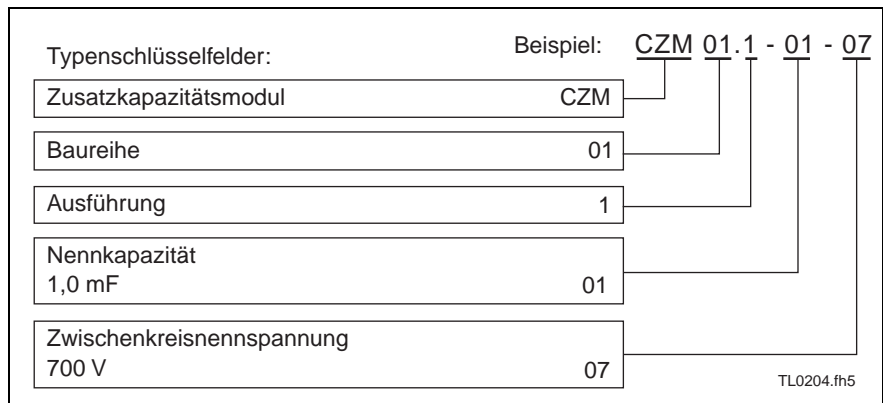 Typenschlüsselfelder: Beispiel: CZM 01.1 - 01 - 07
Zusatzkapazitätsmodul CZM
Baureihe 01
Ausführung 1
Nennkapazität
1,0 mF 01
Zwischenkreisnennspannung
700 V 07
TL0204.fh5